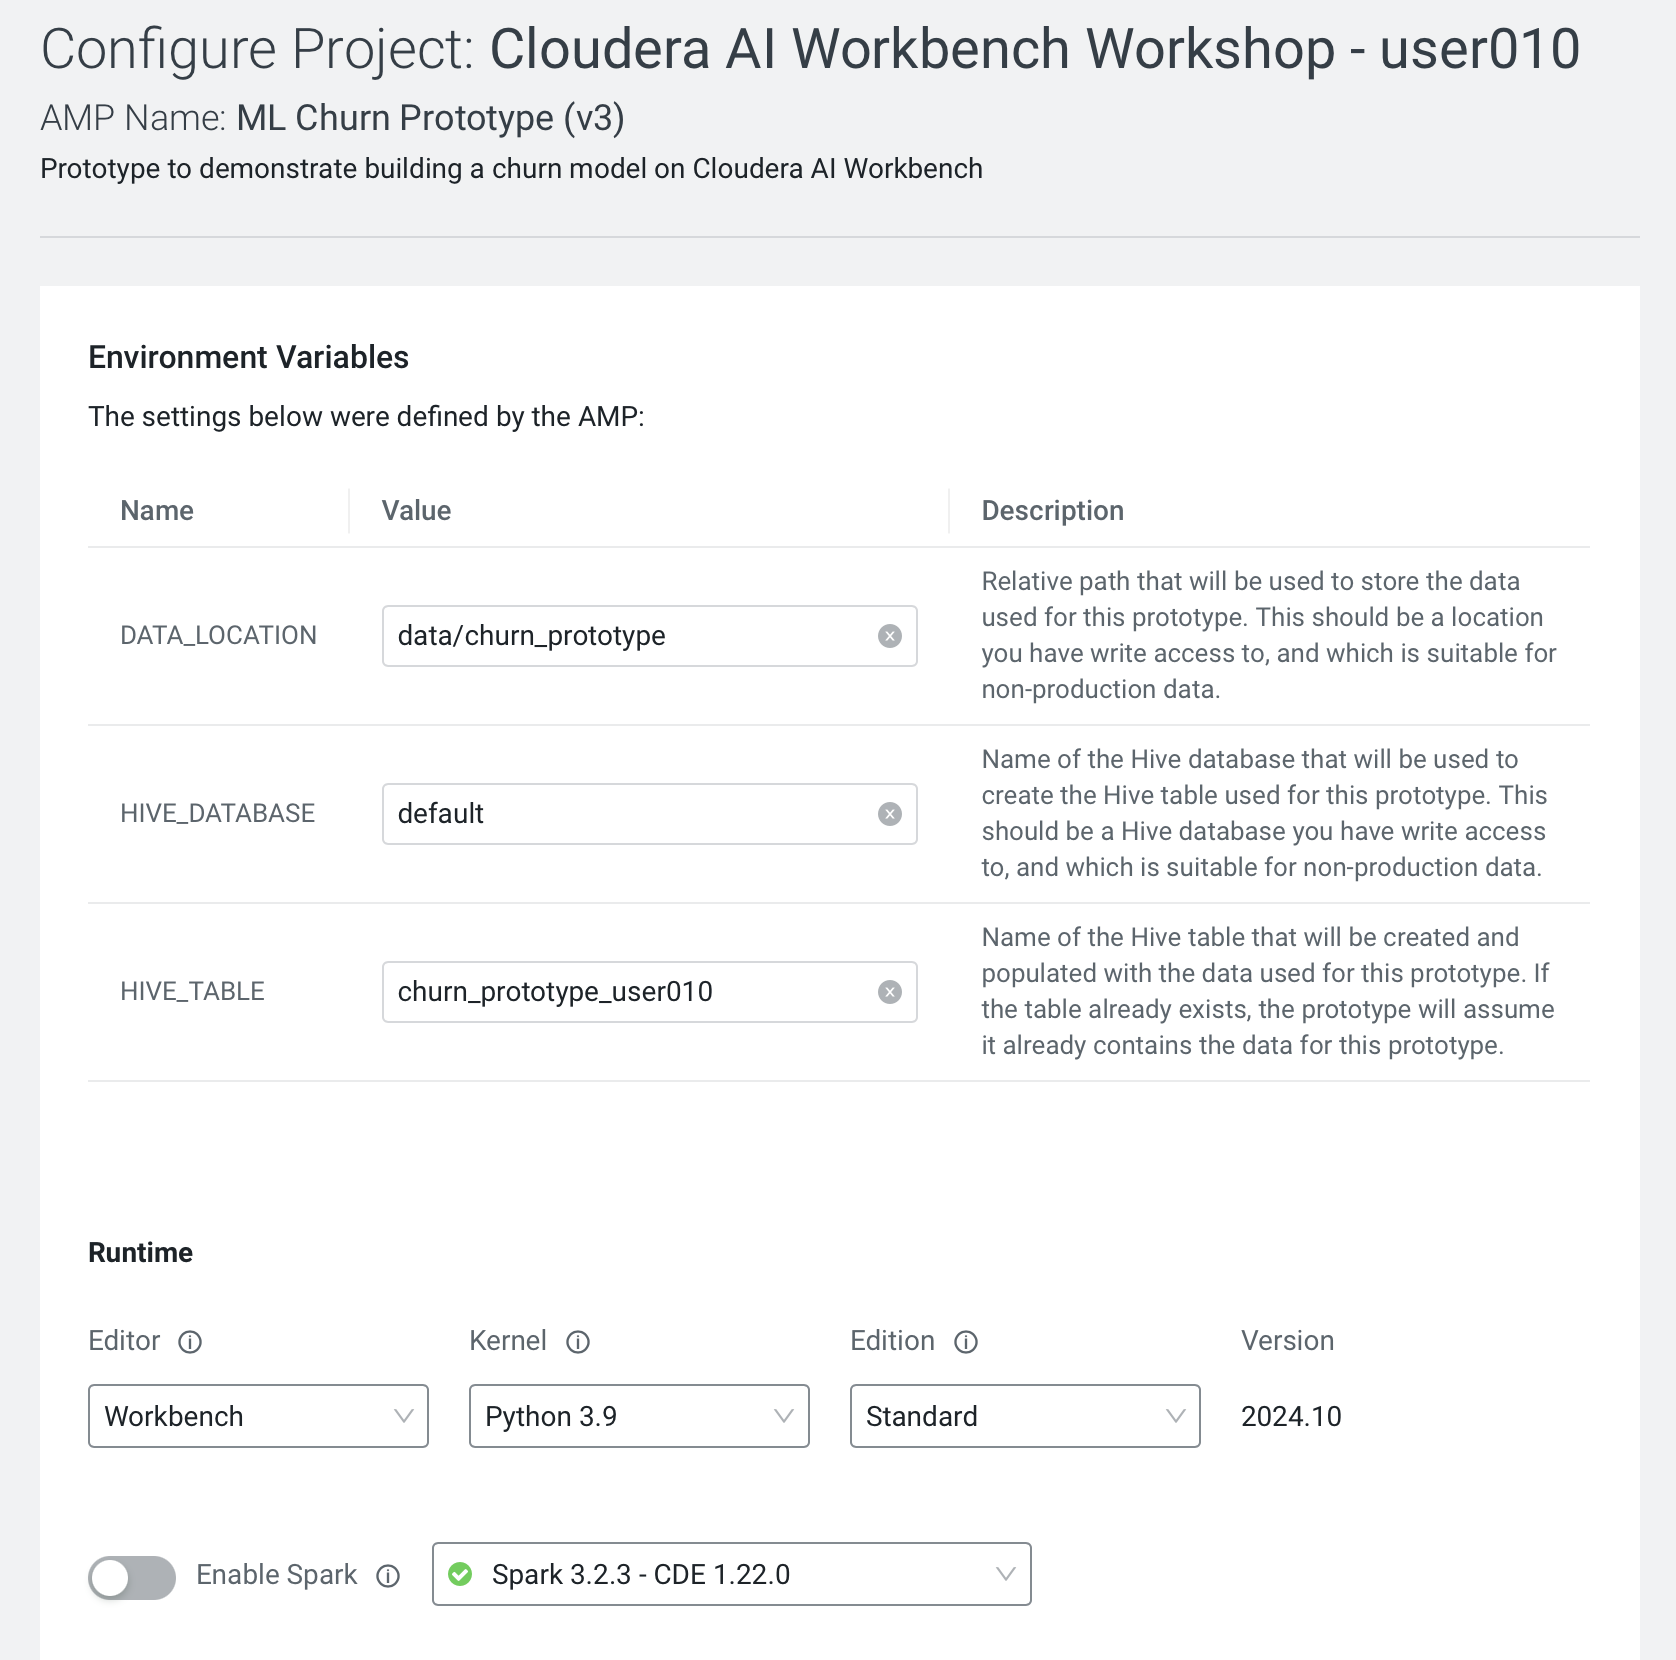 Configure Project: Cloudera AI Workbench Workshop - user010
AMP Name: ML Churn Prototype (v3)
Prototype to demonstrate building a churn model on Cloudera AI Workbench
Environment Variables
The settings below were defined by the AMP:
Name Value Description
DATA_LOCATION
data/churn_prototype
Relative path that will be used to store the data
used for this prototype. This should be a location
you have write access to, and which is suitable for
non-production data.
HIVE_DATABASE
default
Name of the Hive database that will be used to
create the Hive table used for this prototype. This
should be a Hive database you have write access
to, and which is suitable for non-production data.
HIVE_TABLE
churn_prototype_user010
Name of the Hive table that will be created and
populated with the data used for this prototype. If
the table already exists, the prototype will assume
it already contains the data for this prototype.
Runtime
Editor Kernel Edition Version
Workbench Python 3.9 Standard 2024.10
Enable Spark Spark 3.2.3 - CDE 1.22.0